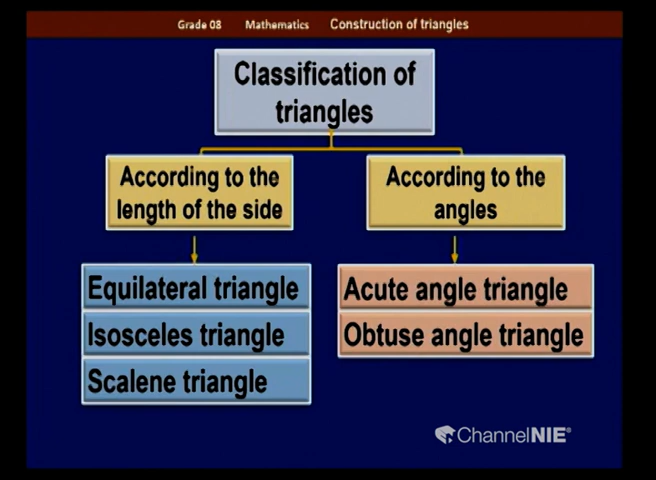 Grade 08 Mathematics Construction of triangles
Classification of
triangles
According to the
length of the side
According to the
angles
Equilateral triangle
Isosceles triangle
Scalene triangle
Acute angle triangle
Obtuse angle triangle
ChannelNIE®